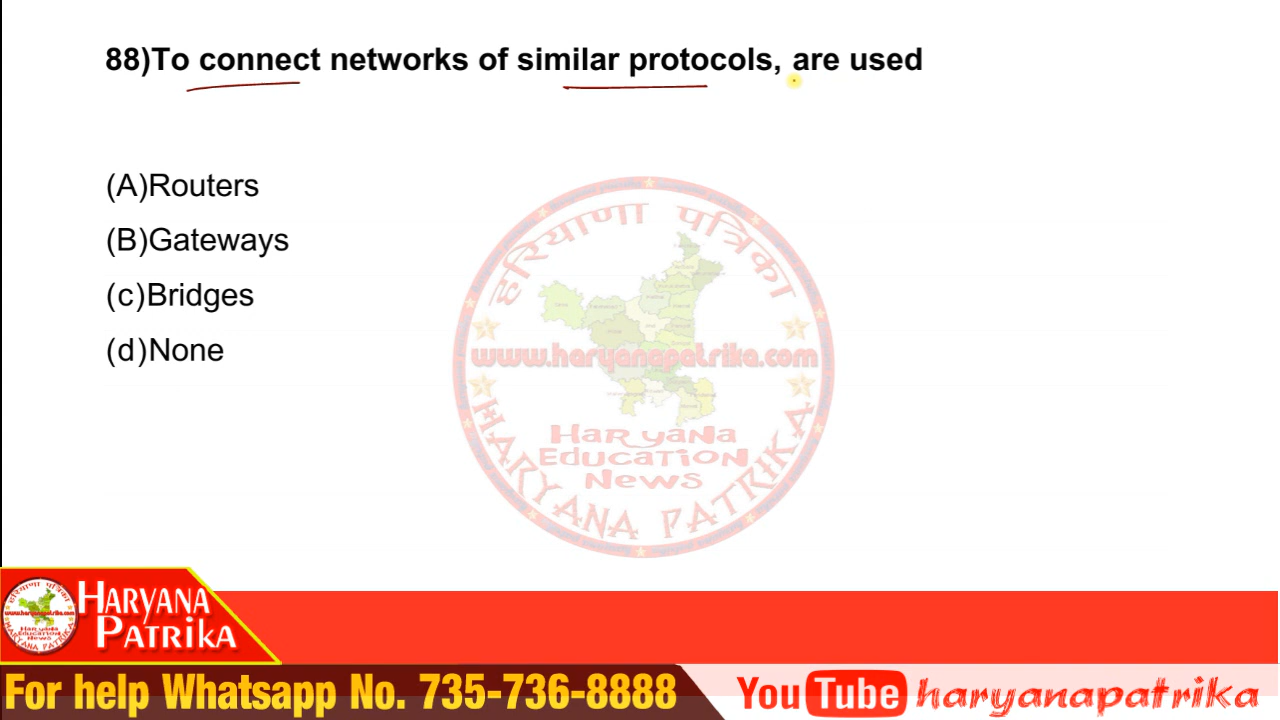 88)To connect networks of similar protocols, are used
(A)Routers
(B)Gateways
(c)Bridges
(d)None
हरियाणा पत्रिका
www.haryanapatrika.com
Haryana
Education
News
HARYANA PATRIKA
HARYANA
PATRIKA
For help Whatsapp No. 735-736-8888
YouTube haryanapatrika